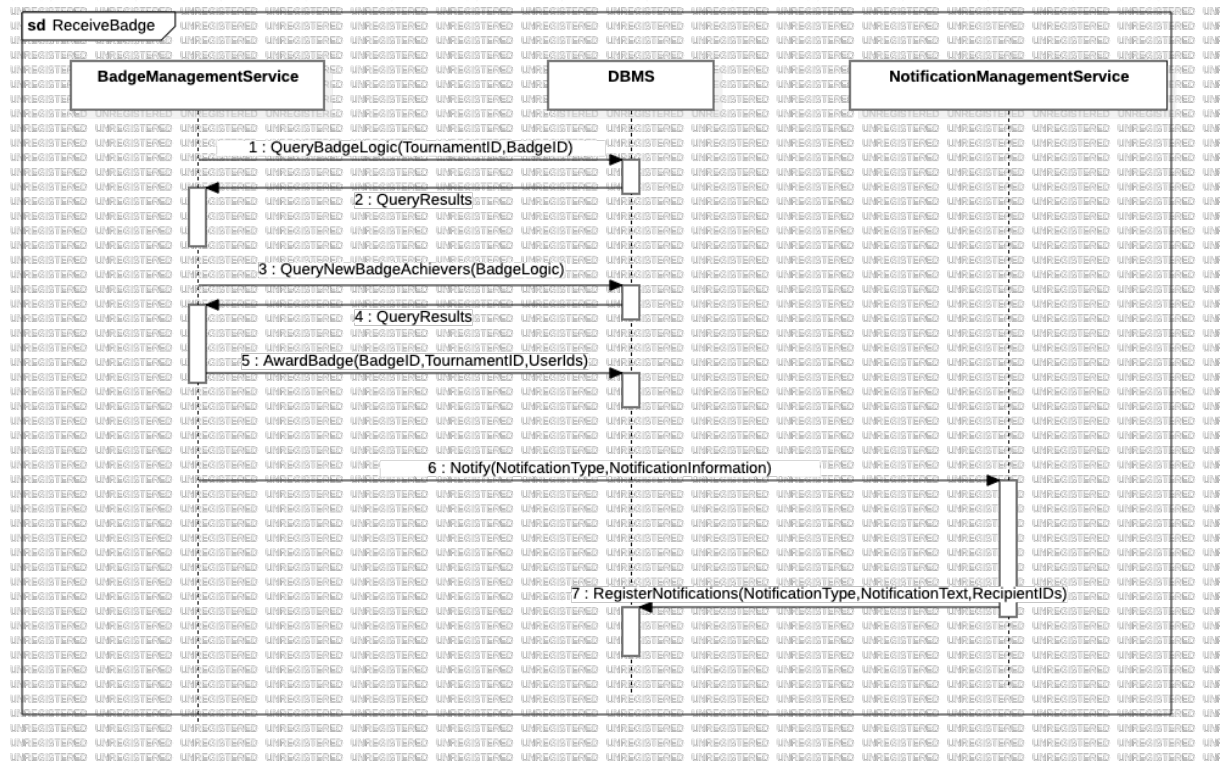 sd ReceiveBadge
BadgeManagementService
DBMS
NotificationManagementService
1 : QueryBadgeLogic(TournamentID,BadgeID)
2 : QueryResults
3 : QueryNewBadgeAchievers(BadgeLogic)
4 : QueryResults
5 : AwardBadge(BadgeID,TournamentID,UserIds)
6 : Notify(NotifcationType,NotificationInformation)
7 : RegisterNotifications(NotificationType,NotificationText,RecipientIDs)
UNREGISTERED